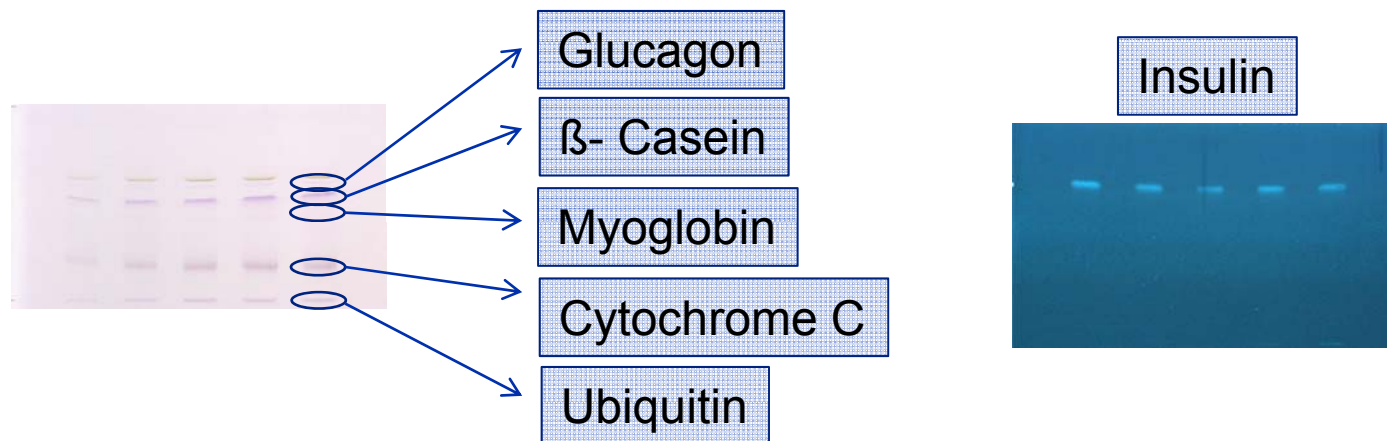 Glucagon
ß- Casein
Myoglobin
Cytochrome C
Ubiquitin
Insulin